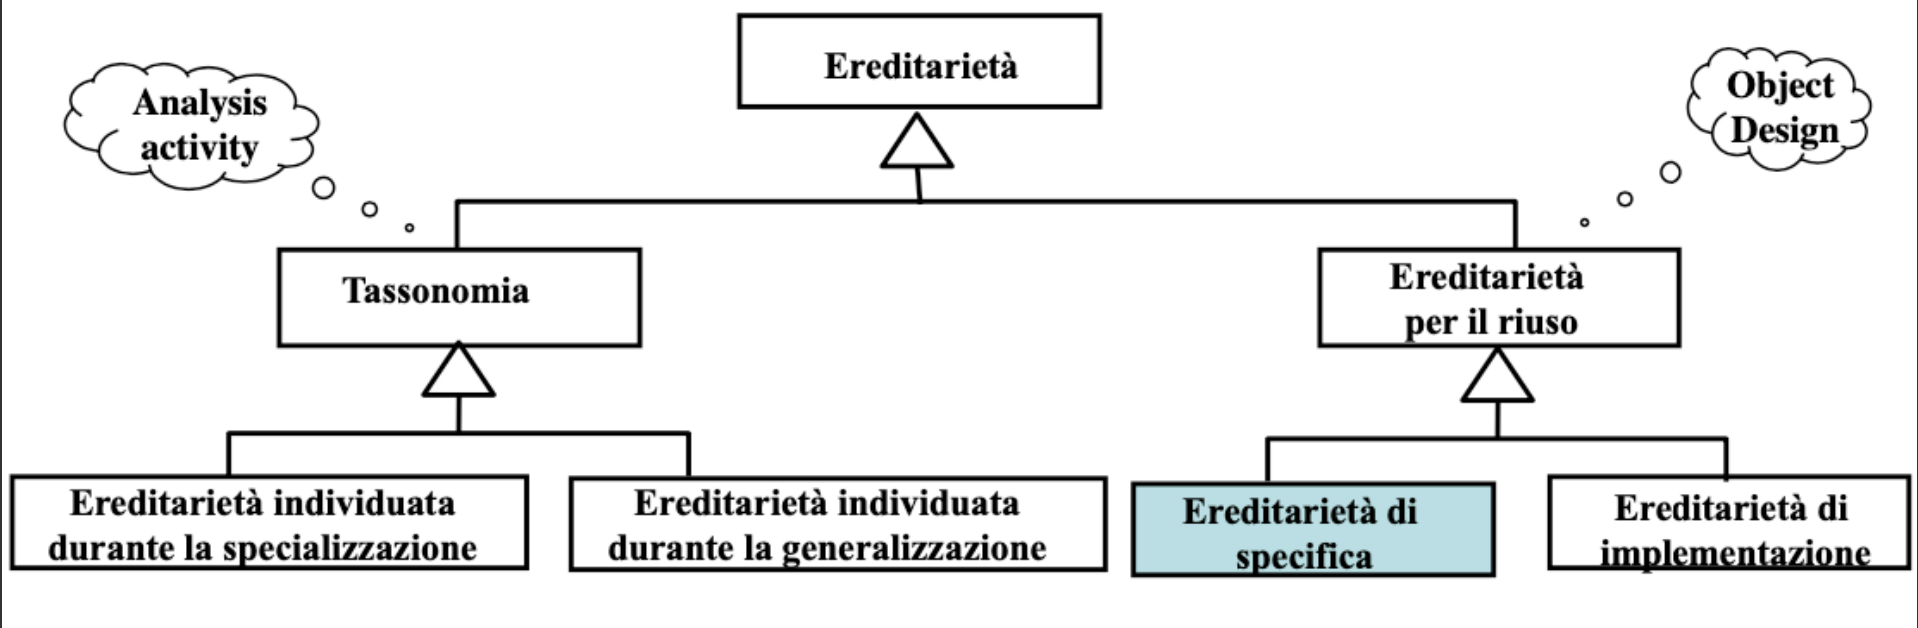 Ereditarietà
Analysis
activity
Object
Design
Tassonomia
Ereditarietà
per il riuso
Ereditarietà individuata
durante la specializzazione
Ereditarietà individuata
durante la generalizzazione
Ereditarietà di
specifica
Ereditarietà di
implementazione